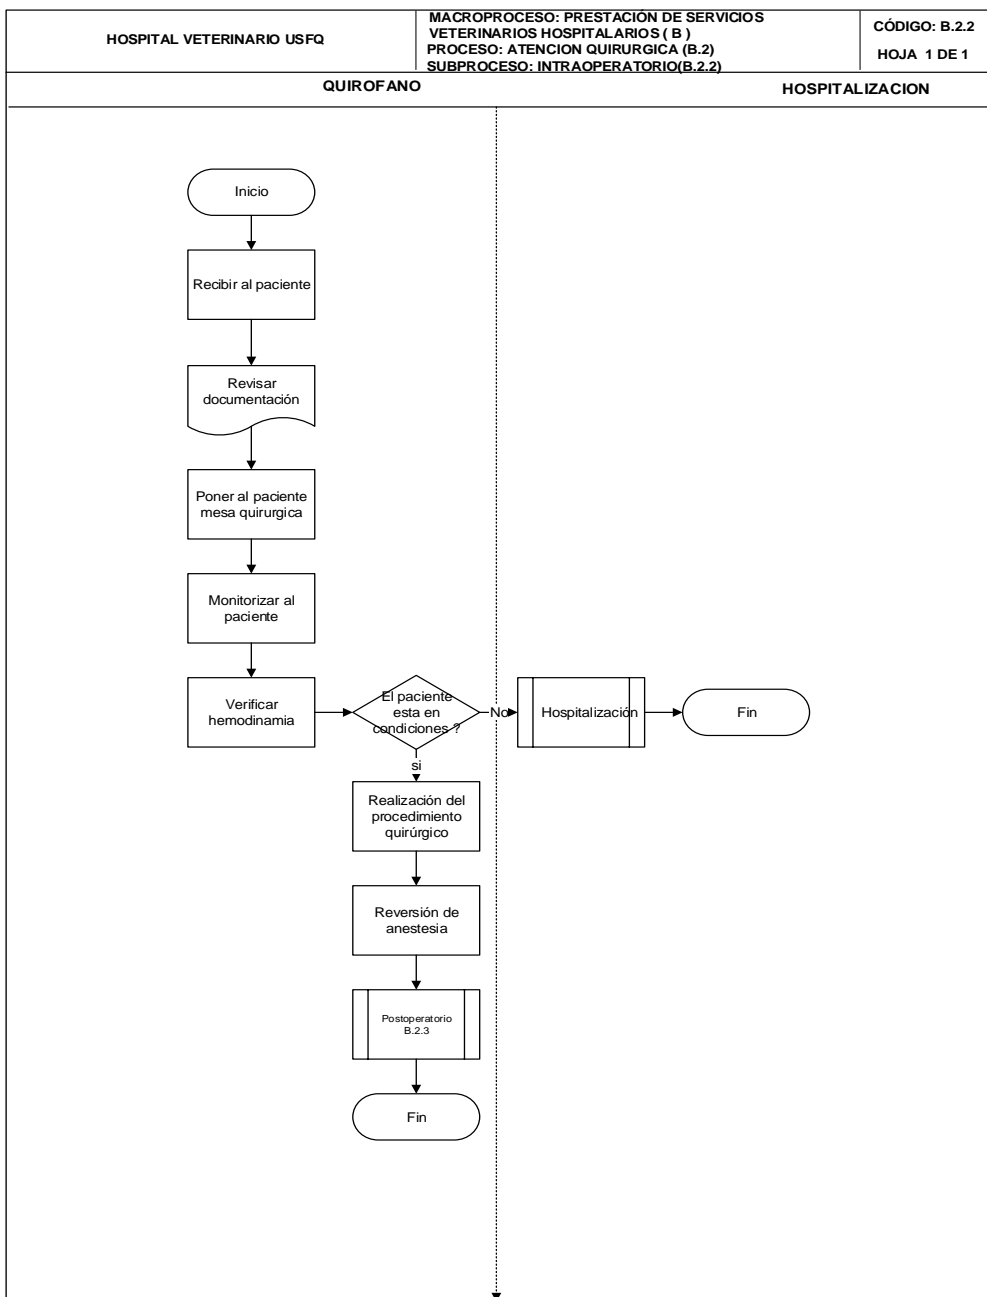 HOSPITAL VETERINARIO USFQ
MACROPROCESO: PRESTACIÓN DE SERVICIOS
VETERINARIOS HOSPITALARIOS ( B )
PROCESO: ATENCION QUIRURGICA (B.2)
SUBPROCESO: INTRAOPERATORIO(B.2.2)
CÓDIGO: B.2.2
HOJA 1 DE 1
QUIROFANO
HOSPITALIZACION
Inicio
Recibir al paciente
Revisar
documentación
Poner al paciente
mesa quirurgica
Monitorizar al
paciente
Verificar
hemodinamia
El paciente
esta en
condiciones ?
No
Hospitalización
Fin
si
Realización del
procedimiento
quirúrgico
Reversión de
anestesia
Postoperatorio
B.2.3
Fin